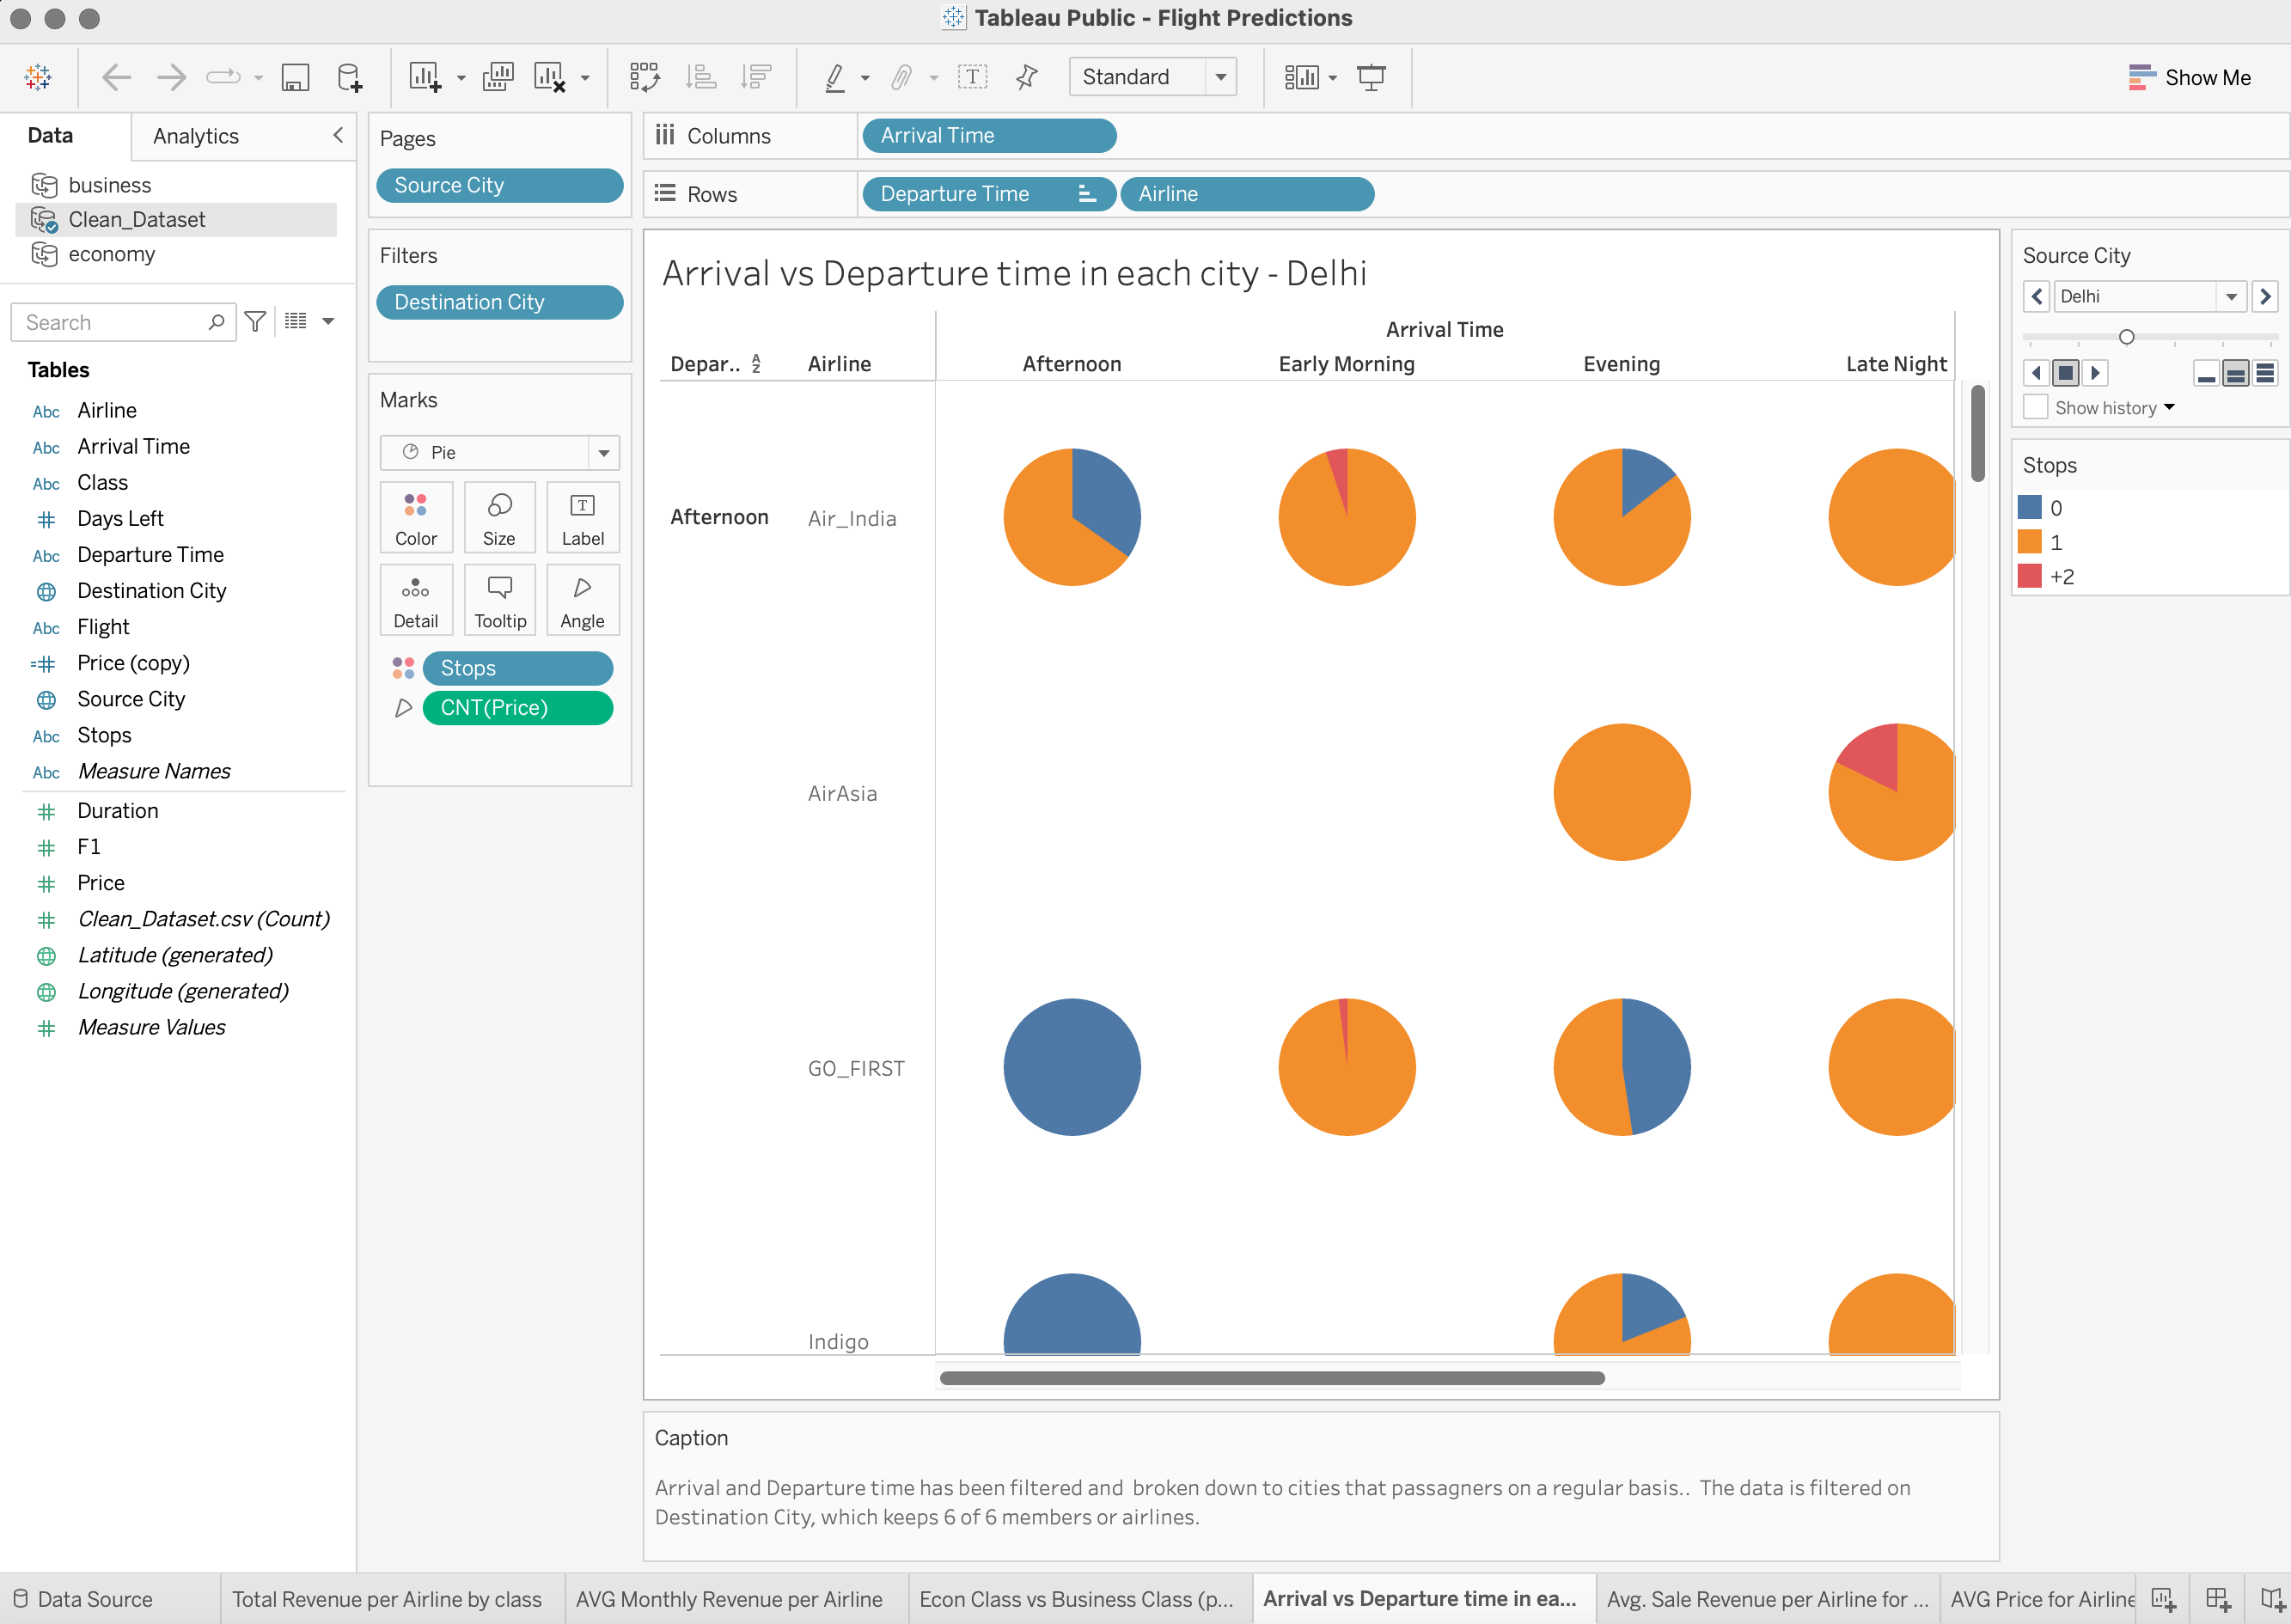 Tableau Public - Flight Predictions
Standard
Show Me
Data
Analytics
business
Clean_Dataset
economy
Search
Tables
Abc Airline
Abc Arrival Time
Abc Class
# Days Left
Abc Departure Time
Destination City
Abc Flight
=# Price (copy)
Source City
Abc Stops
Abc Measure Names
# Duration
# F1
# Price
# Clean_Dataset.csv (Count)
Latitude (generated)
Longitude (generated)
# Measure Values
Pages
Source City
Filters
Destination City
Marks
Pie
Color Size Label
Detail Tooltip Angle
Stops
CNT(Price)
Columns Arrival Time
Rows Departure Time Airline
Arrival vs Departure time in each city - Delhi
Arrival Time
Depar.. Airline Afternoon Early Morning Evening Late Night
Afternoon Air_India
AirAsia
GO_FIRST
Indigo
Source City
Delhi
Show history
Stops
0
1
+2
Caption
Arrival and Departure time has been filtered and  broken down to cities that passagners on a regular basis..  The data is filtered on
Destination City, which keeps 6 of 6 members or airlines.
Data Source Total Revenue per Airline by class AVG Monthly Revenue per Airline Econ Class vs Business Class (p... Arrival vs Departure time in ea... Avg. Sale Revenue per Airline for ... AVG Price for Airline